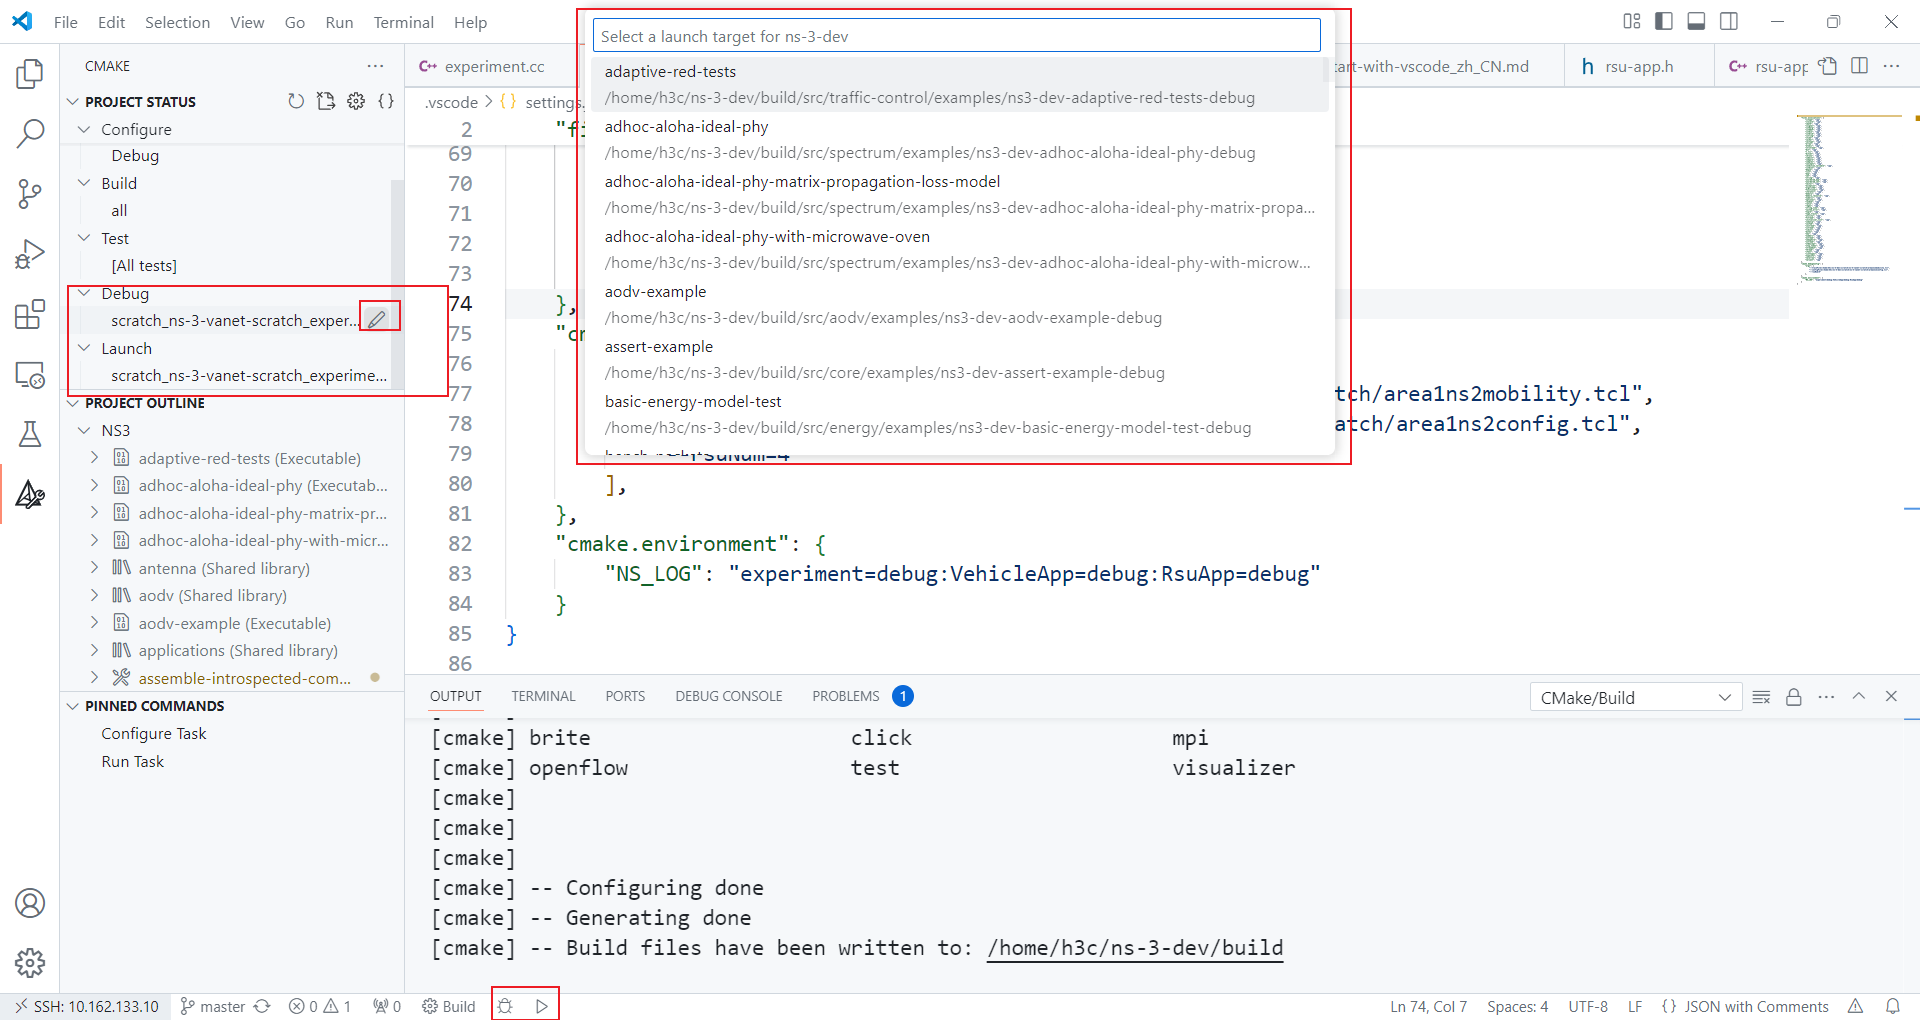 File Edit Selection View Go Run Terminal Help
Select a launch target for ns-3-dev
adaptive-red-tests
/home/h3c/ns-3-dev/build/src/traffic-control/examples/ns3-dev-adaptive-red-tests-debug
adhoc-aloha-ideal-phy
/home/h3c/ns-3-dev/build/src/spectrum/examples/ns3-dev-adhoc-aloha-ideal-phy-debug
adhoc-aloha-ideal-phy-matrix-propagation-loss-model
/home/h3c/ns-3-dev/build/src/spectrum/examples/ns3-dev-adhoc-aloha-ideal-phy-matrix-propa...
adhoc-aloha-ideal-phy-with-microwave-oven
/home/h3c/ns-3-dev/build/src/spectrum/examples/ns3-dev-adhoc-aloha-ideal-phy-with-microw...
aodv-example
/home/h3c/ns-3-dev/build/src/aodv/examples/ns3-dev-aodv-example-debug
assert-example
/home/h3c/ns-3-dev/build/src/core/examples/ns3-dev-assert-example-debug
basic-energy-model-test
/home/h3c/ns-3-dev/build/src/energy/examples/ns3-dev-basic-energy-model-test-debug
CMAKE
PROJECT STATUS
Configure
Debug
Build
all
Test
[All tests]
Debug
scratch_ns-3-vanet-scratch_exper...
Launch
scratch_ns-3-vanet-scratch_experime...
PROJECT OUTLINE
NS3
adaptive-red-tests (Executable)
adhoc-aloha-ideal-phy (Executab...
adhoc-aloha-ideal-phy-matrix-pr...
adhoc-aloha-ideal-phy-with-micr...
antenna (Shared library)
aodv (Shared library)
aodv-example (Executable)
applications (Shared library)
assemble-introspected-com...
PINNED COMMANDS
Configure Task
Run Task
C++ experiment.cc
tart-with-vscode_zh_CN.md
h rsu-app.h
C++ rsu-app
.vscode > {} settings.
2 "fi
69
70
71
72
73
74 },
75 "cm
76
77 tch/area1ns2mobility.tcl",
78 atch/area1ns2config.tcl",
79
80 ],
81 },
82 "cmake.environment": {
83 "NS_LOG": "experiment=debug:VehicleApp=debug:RsuApp=debug"
84 }
85 }
86
OUTPUT TERMINAL PORTS DEBUG CONSOLE PROBLEMS 1
CMake/Build
[cmake] brite click mpi
[cmake] openflow test visualizer
[cmake]
[cmake]
[cmake]
[cmake] -- Configuring done
[cmake] -- Generating done
[cmake] -- Build files have been written to: /home/h3c/ns-3-dev/build
SSH: 10.162.133.10 master 0 1 0 Build
Ln 74, Col 7 Spaces: 4 UTF-8 LF {} JSON with Comments